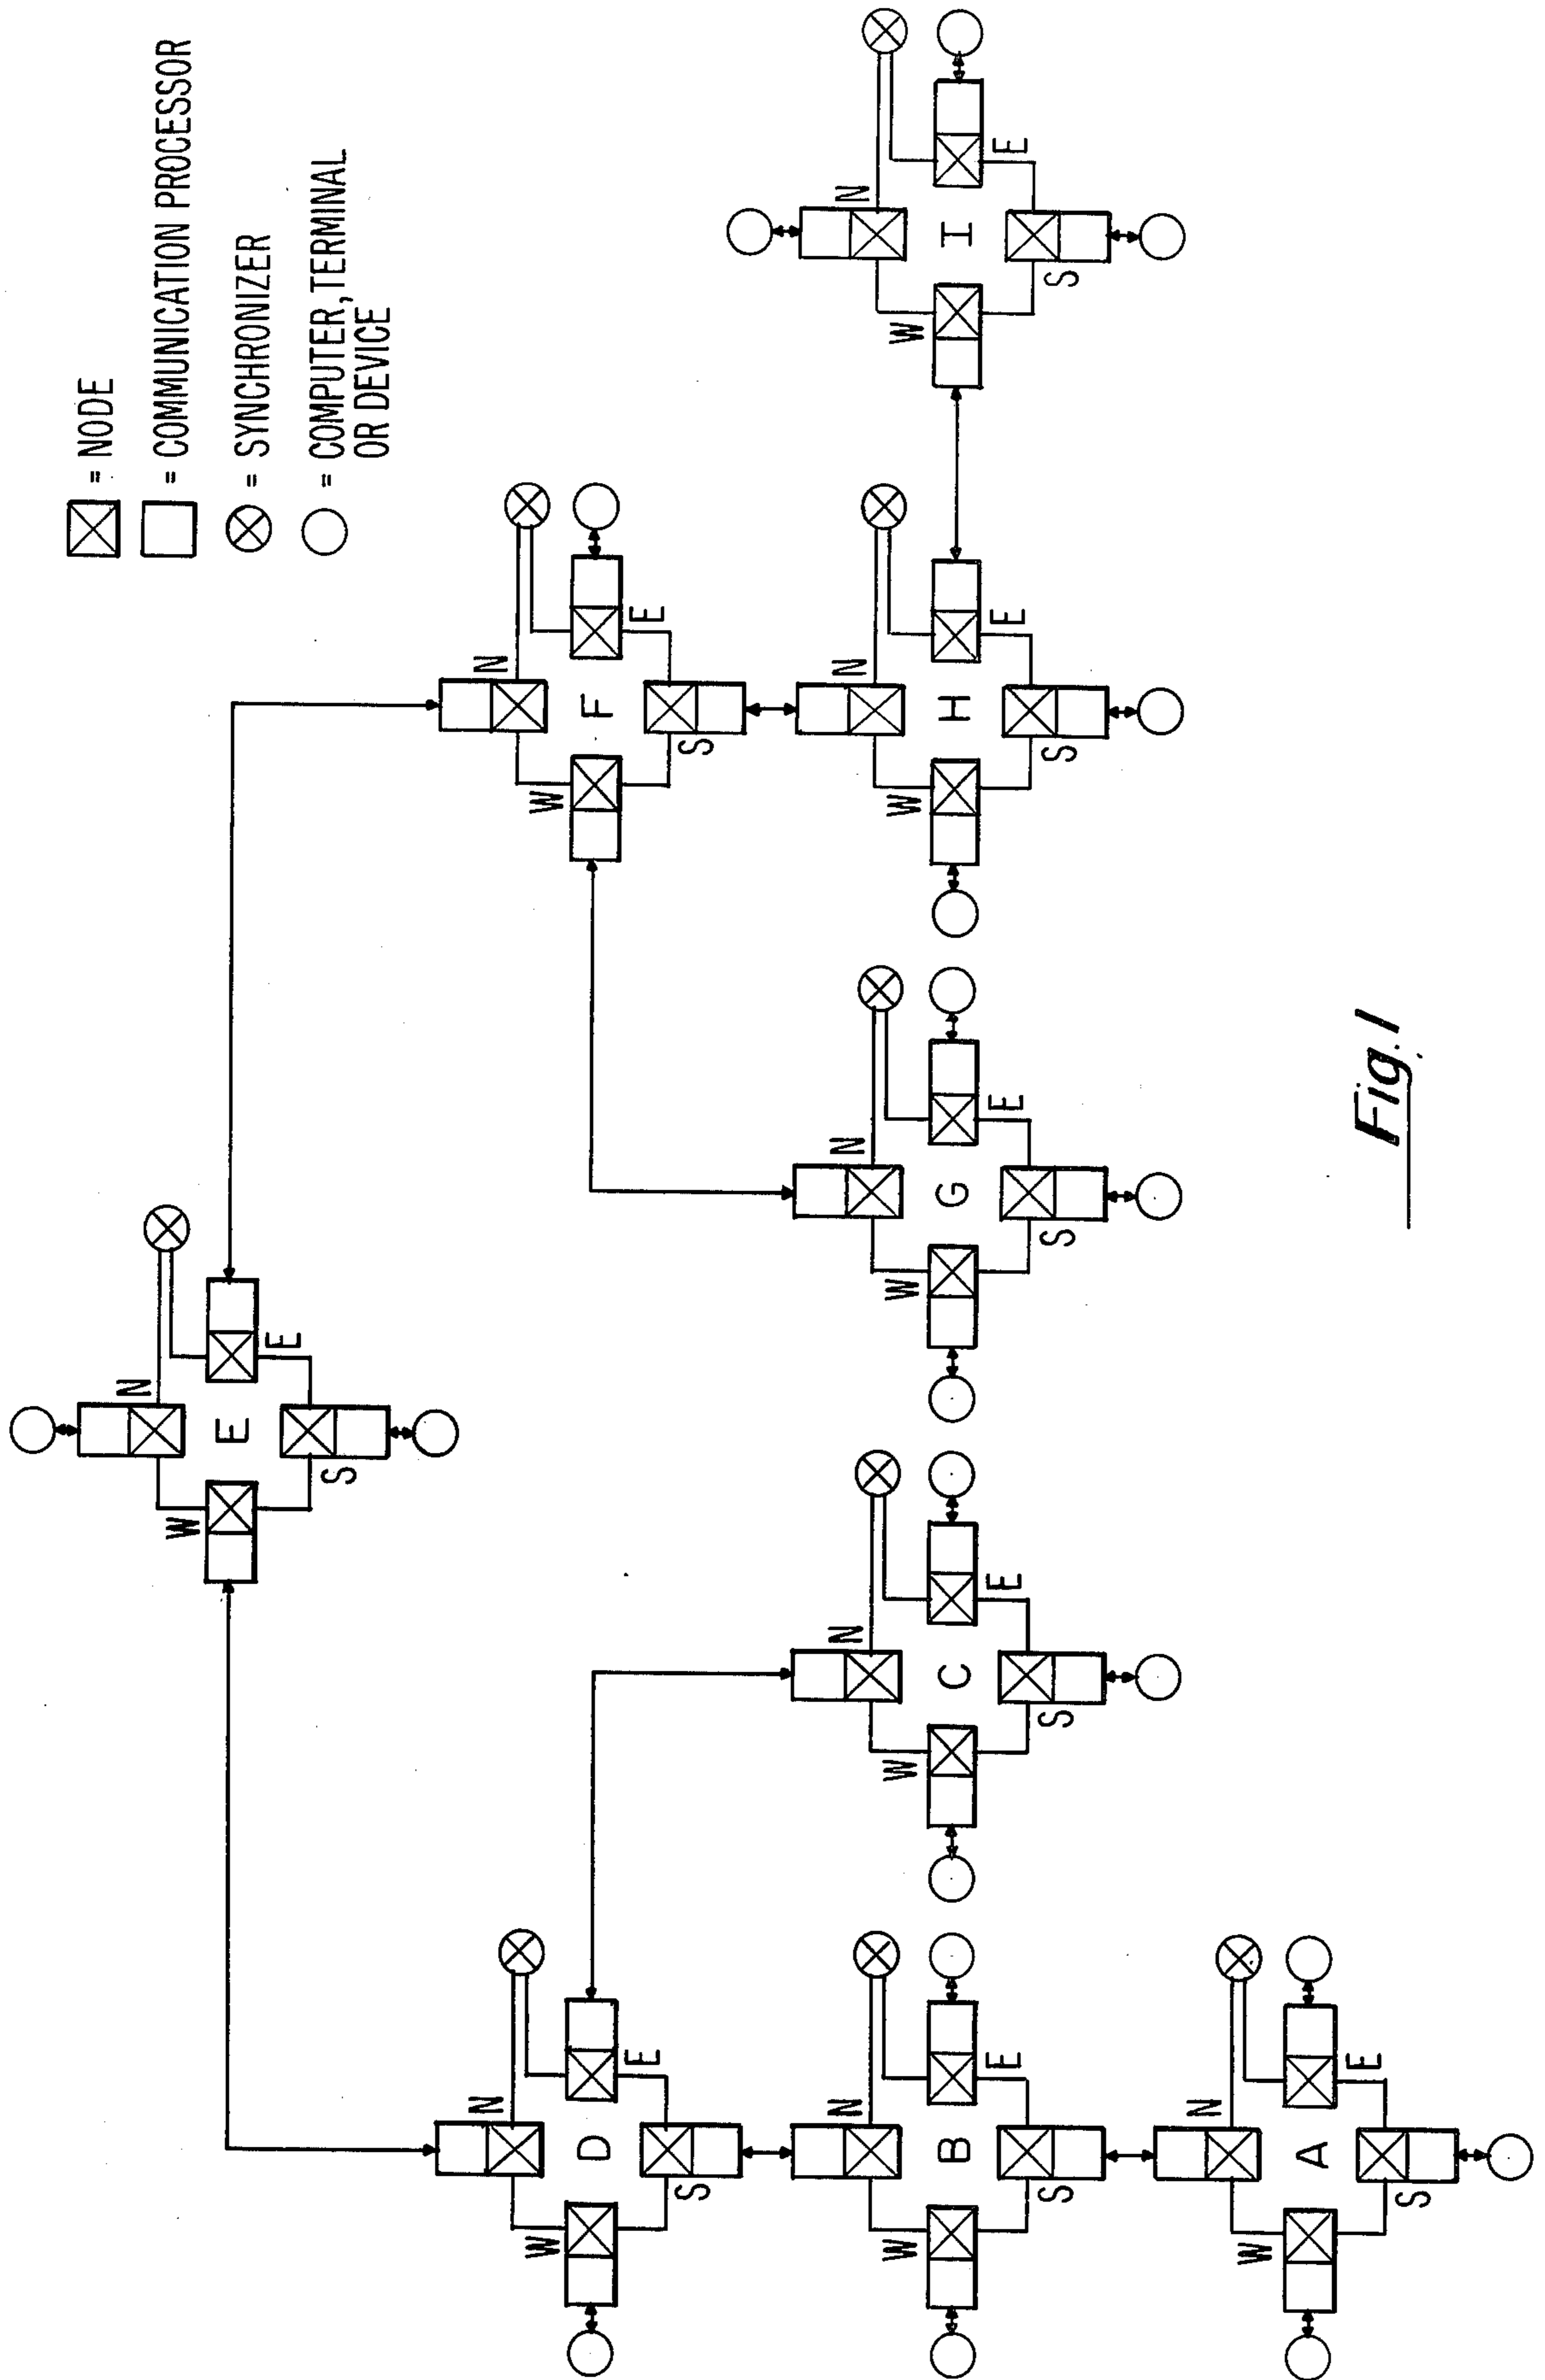 = NODE
= COMMUNICATION PROCESSOR
= SYNCHRONIZER
= COMPUTER, TERMINAL
OR DEVICE
N
W
E
E
S
N
W
D
E
S
N
W
F
E
S
N
W
B
E
S
N
W
C
E
S
N
W
G
E
S
N
W
H
E
S
N
W
I
E
S
N
W
A
E
S
Fig. 1